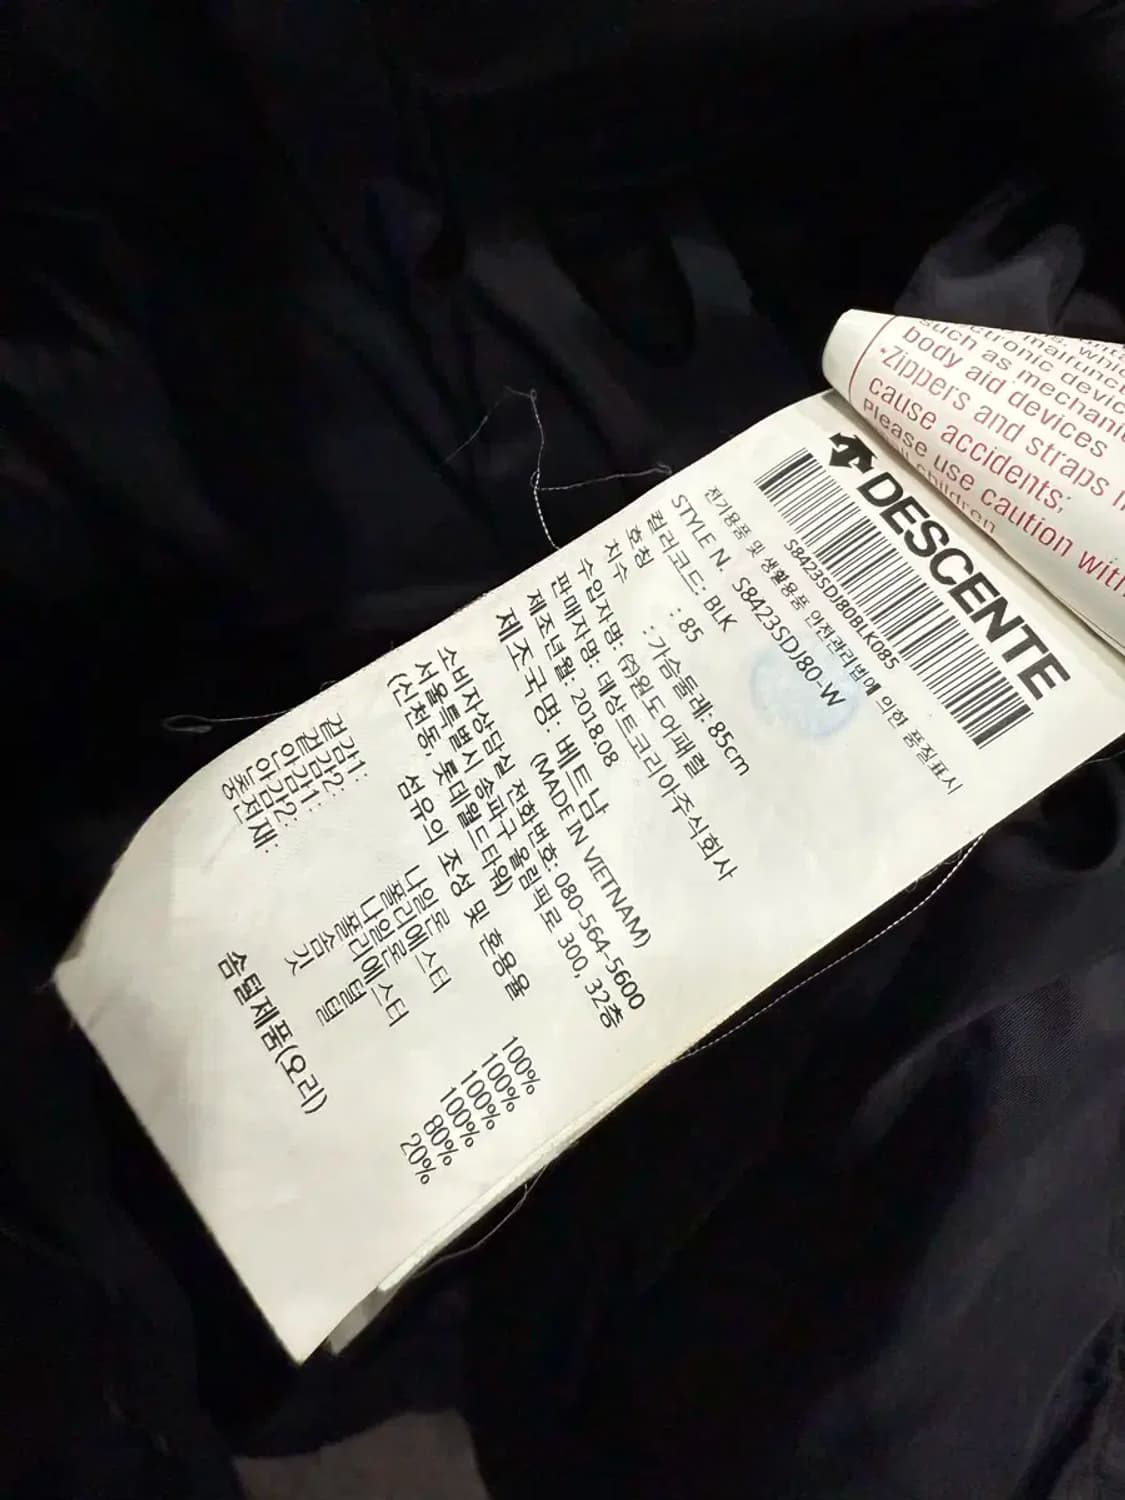 DESCENTE
S8423SDJ80BLK085
전기용품 및 생활용품 안전관리법에 의한 품질표시
STYLE N. S8423SDJ80-W
컬러코드: BLK
호칭 : 85
치수 : 가슴둘레: 85cm
수입자명: (주)원도어패럴
판매자명: 대상트코리아주식회사
제조년월: 2018.08
제조국명: 베트남
(MADE IN VIETNAM)
소비자상담실 전화번호: 080-564-5600
서울특별시 송파구 올림픽로 300, 32층
(신천동, 롯데월드타워)
섬유의 조성 및 혼용율
겉감1: 나일론 100%
겉감2: 폴리에스터 100%
안감1: 나일론 100%
안감2: 폴리에스터 100%
충전재: 솜털 80%
깃털 20%
솜털제품(오리)
such as mechanic
body aid devices
*Zippers and straps
cause accidents;
Please use caution with
children